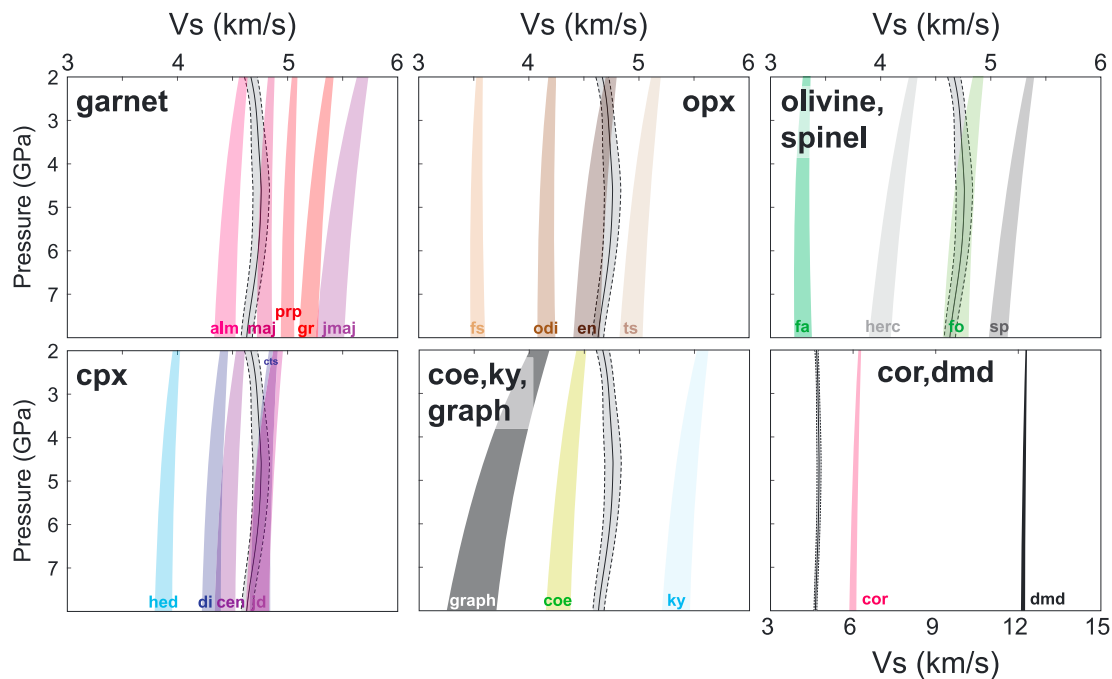 Vs (km/s) Vs (km/s) Vs (km/s)
3 4 5 6 3 4 5 6 3 4 5 6
2 garnet opx olivine,
spinel
3
4
5
6
7
Pressure (GPa)
alm maj prp gr jmaj
fs odi en ts
fa herc fo sp
2 cpx cts coe,ky,
graph cor,dmd
3
4
5
6
7
Pressure (GPa)
hed di cen jd
graph coe ky
cor dmd
3 6 9 12 15
Vs (km/s)